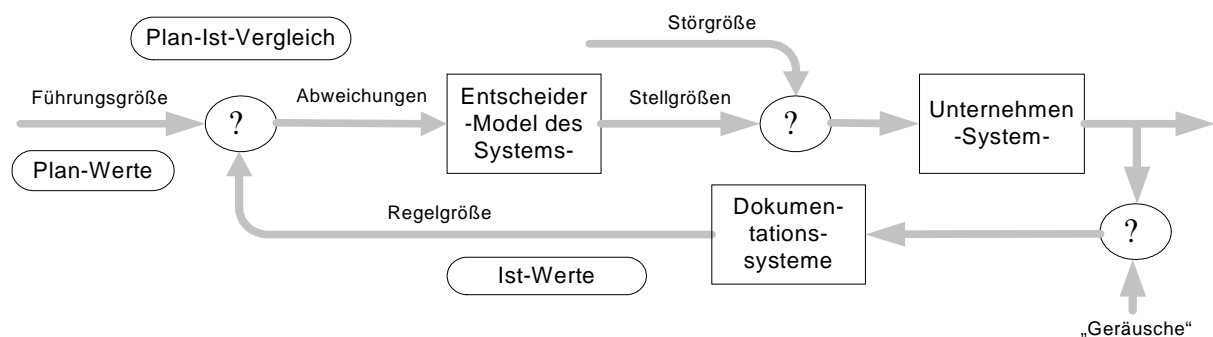 Störgröße
Plan-Ist-Vergleich
Führungsgröße
Abweichungen
Entscheider
-Model des
Systems-
Stellgrößen
Unternehmen
-System-
?
?
Plan-Werte
Regelgröße
Dokumen-
tations-
systeme
?
Ist-Werte
„Geräusche“